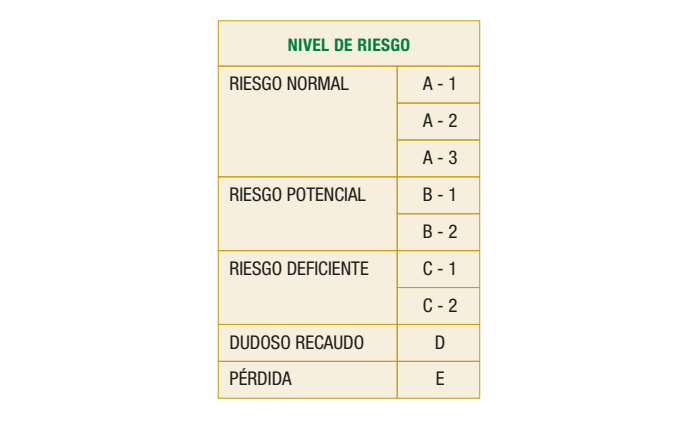 NIVEL DE RIESGO
RIESGO NORMAL A - 1
A - 2
A - 3
RIESGO POTENCIAL B - 1
B - 2
RIESGO DEFICIENTE C - 1
C - 2
DUDOSO RECAUDO D
PÉRDIDA E